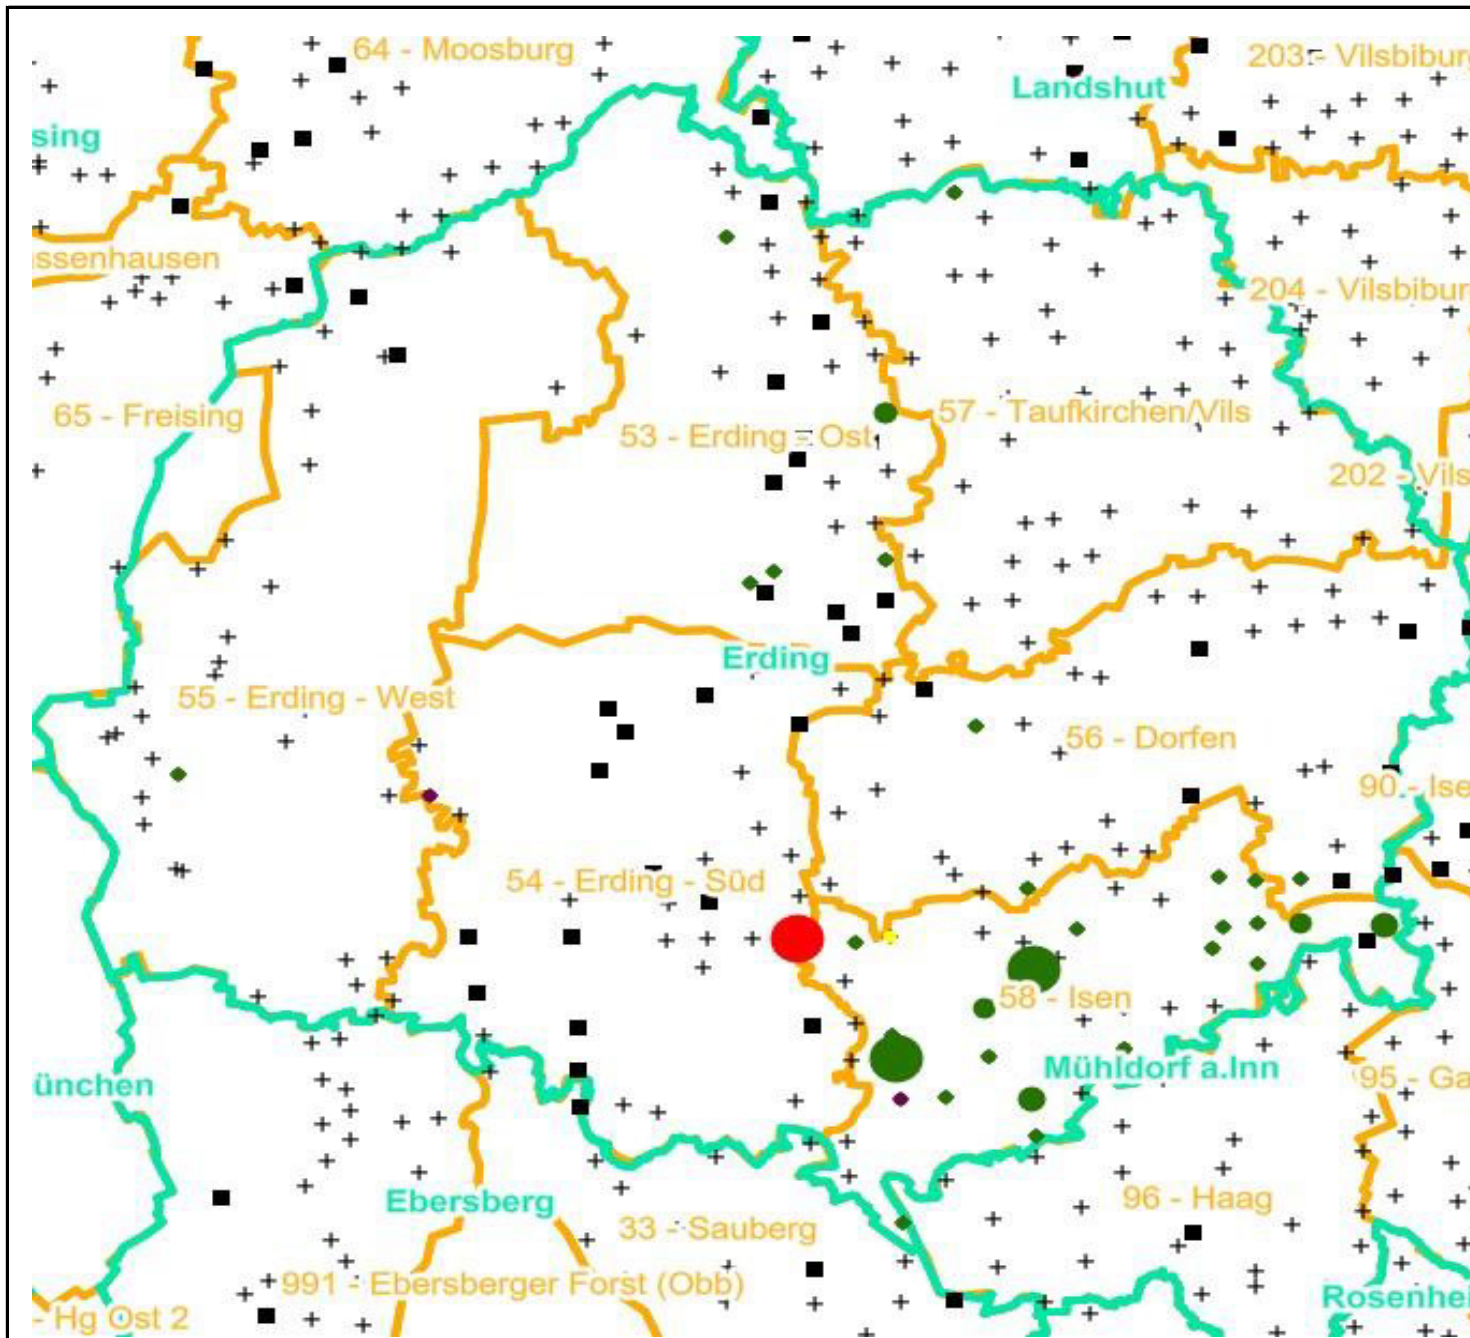 64 - Moosburg
203 - Vilsbiburg
Landshut
sing
assenhausen
204 - Vilsbibur
65 - Freising
53 - Erding - Ost
57 - Taufkirchen/Vils
202 - Vils
Erding
55 - Erding - West
56 - Dorfen
90 - Ise
54 - Erding - Süd
58 - Isen
Mühldorf a.Inn
ünchen
95 - Ga
Ebersberg
96 - Haag
33 - Sauberg
991 - Ebersberger Forst (Obb)
Rosenhei
- Hg Ost 2